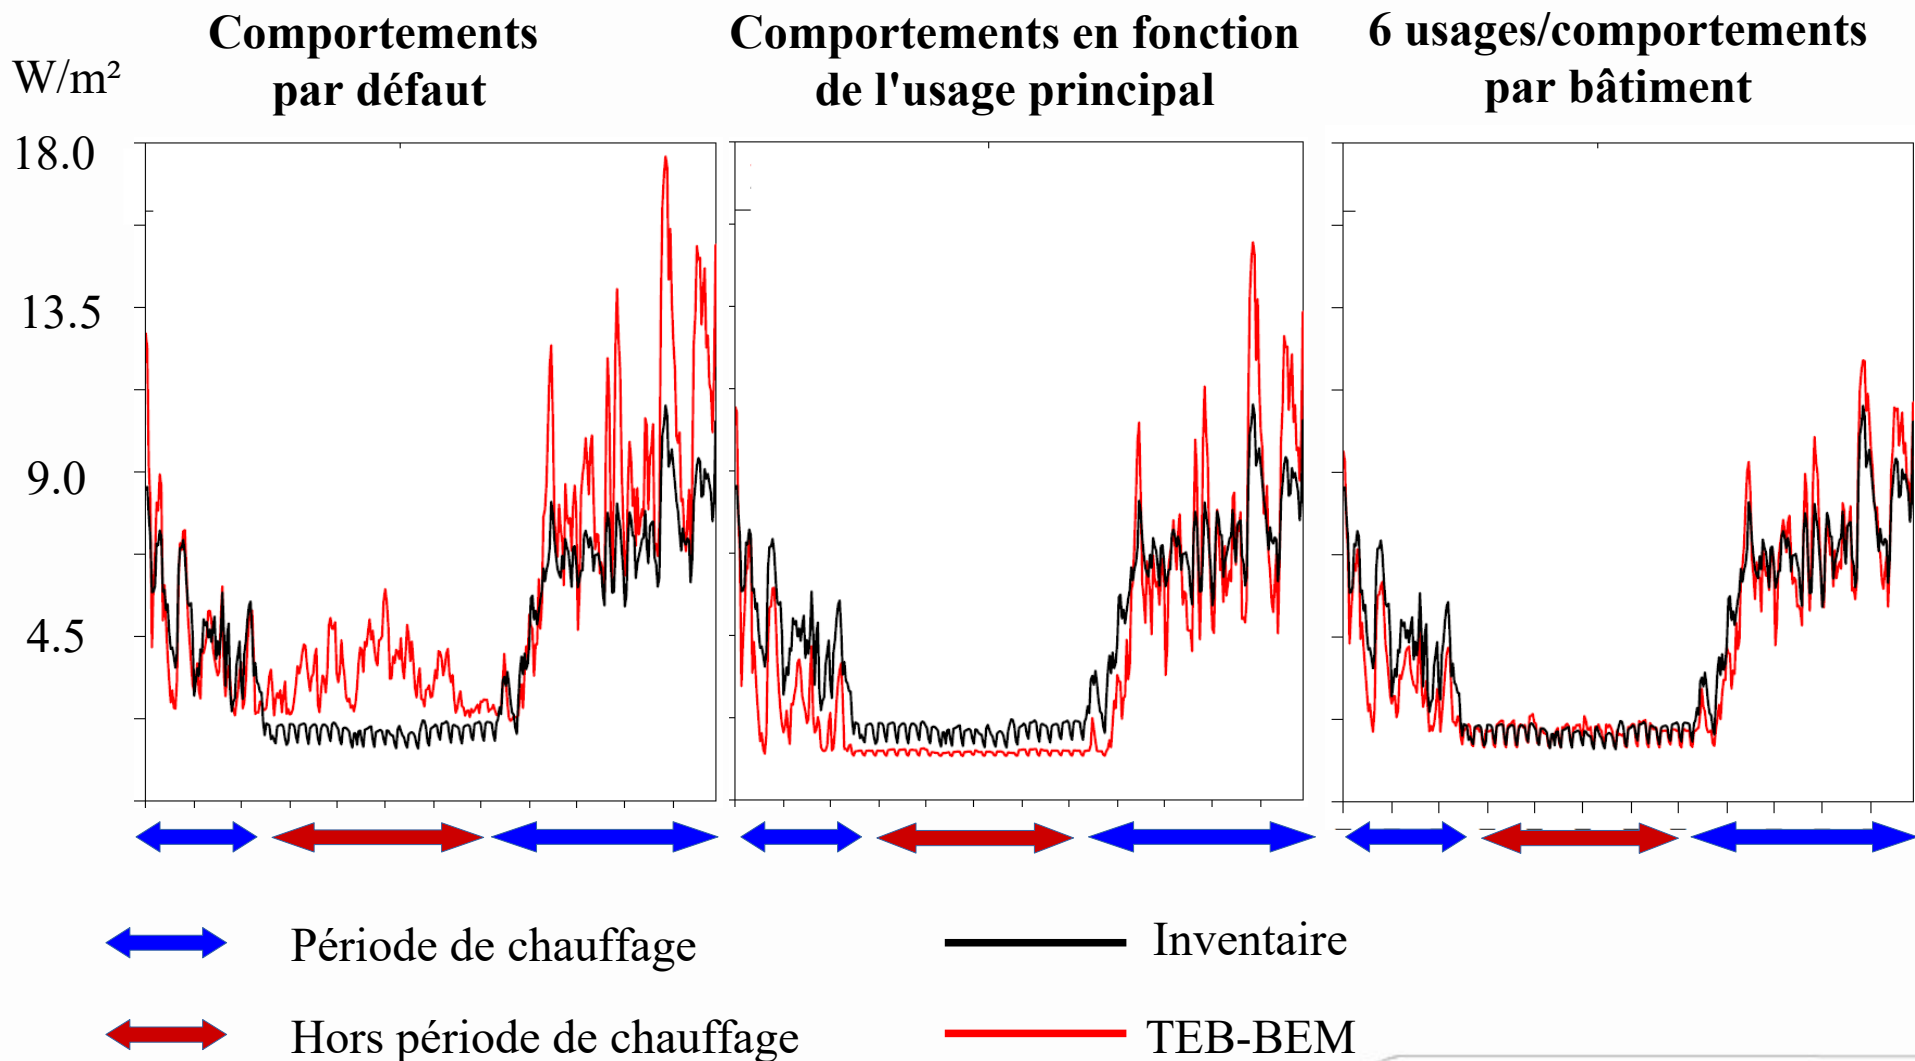 Comportements
par défaut
Comportements en fonction
de l'usage principal
6 usages/comportements
par bâtiment
W/m²
18.0
13.5
9.0
4.5
Période de chauffage
Inventaire
Hors période de chauffage
TEB-BEM